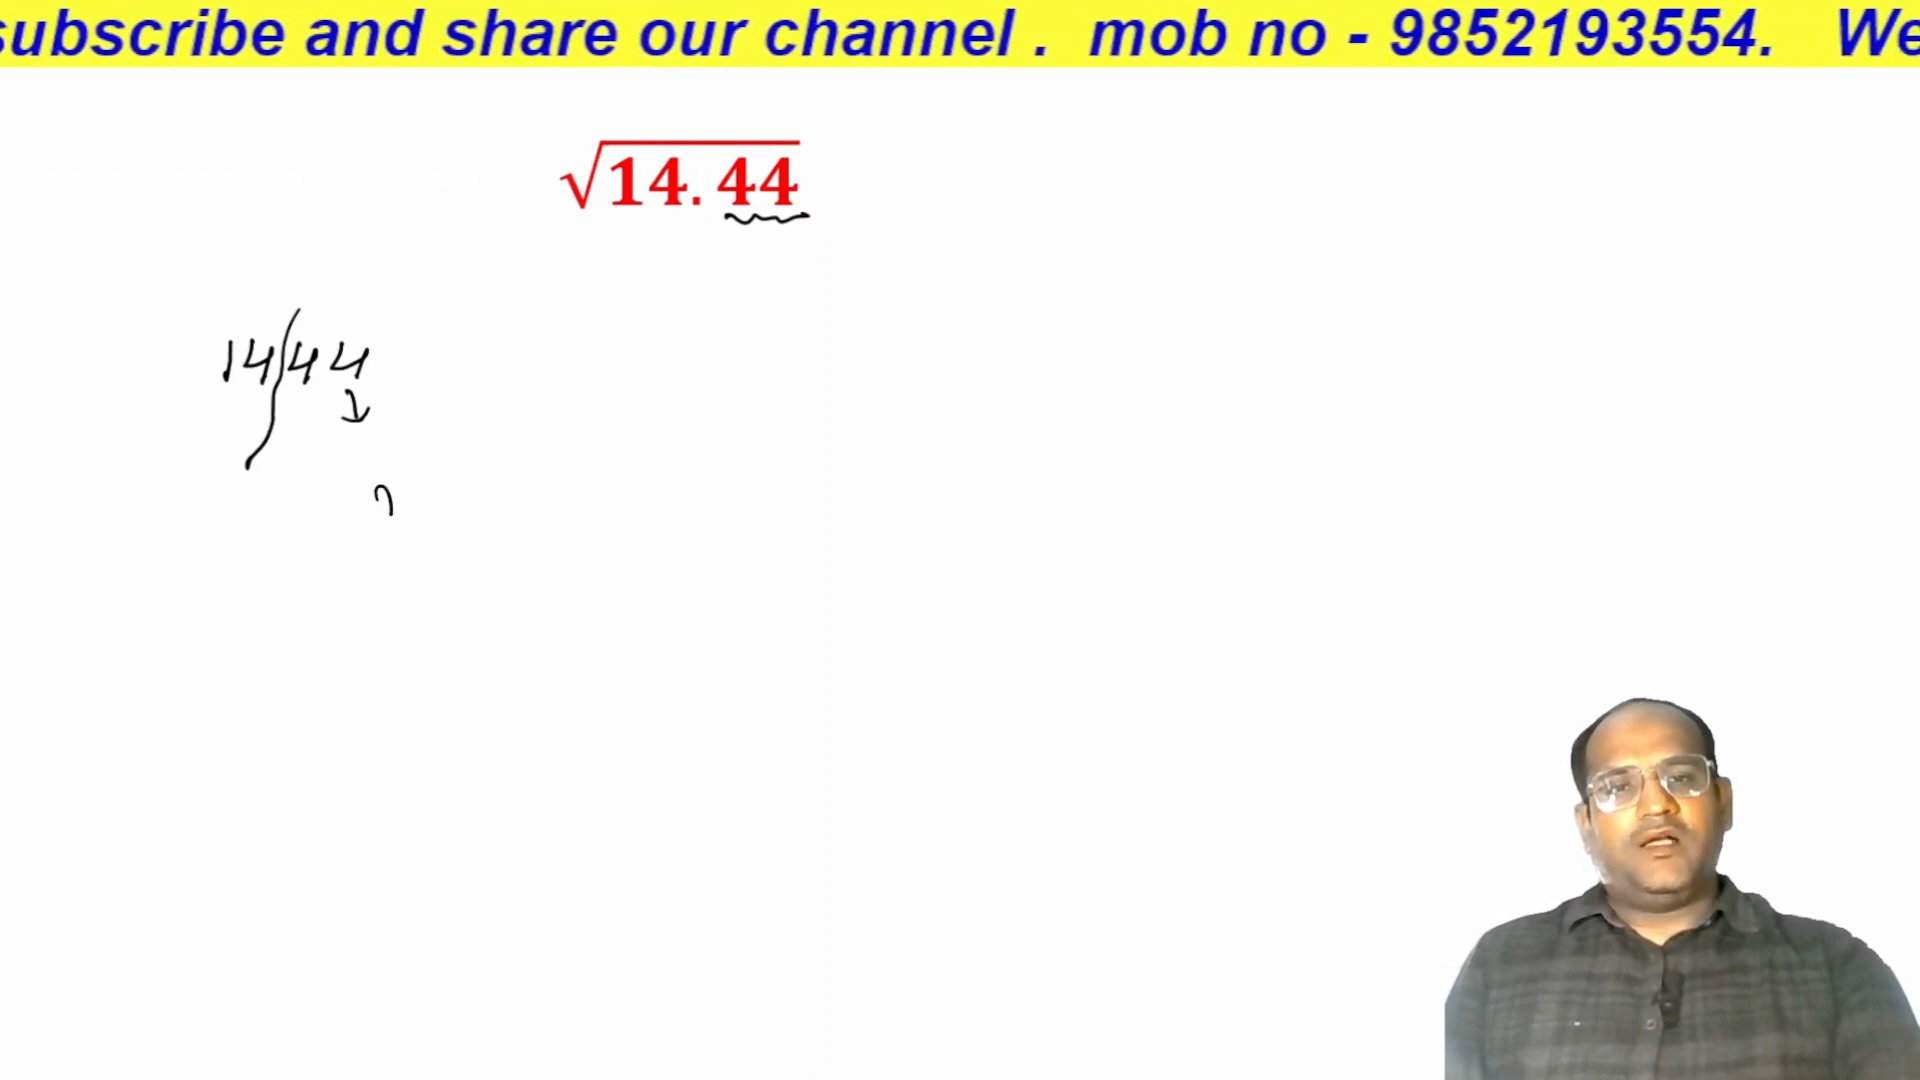 subscribe and share our channel . mob no - 9852193554. We
√14.44
14 44